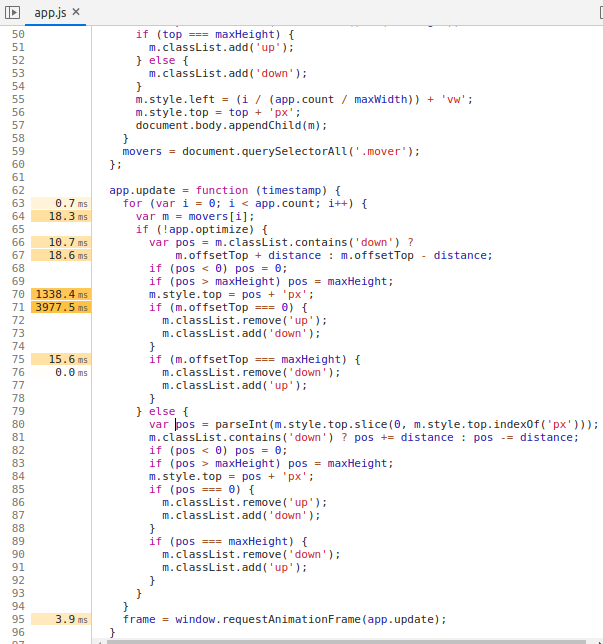 app.js ×
50 if (top === maxHeight) {
51 m.classList.add('up');
52 } else {
53 m.classList.add('down');
54 }
55 m.style.left = (i / (app.count / maxWidth)) + 'vw';
56 m.style.top = top + 'px';
57 document.body.appendChild(m);
58 }
59 movers = document.querySelectorAll('.mover');
60 };
61
62 app.update = function (timestamp) {
63 0.7 ms for (var i = 0; i < app.count; i++) {
64 18.3 ms var m = movers[i];
65 if (!app.optimize) {
66 10.7 ms var pos = m.classList.contains('down') ?
67 18.6 ms m.offsetTop + distance : m.offsetTop - distance;
68 if (pos < 0) pos = 0;
69 if (pos > maxHeight) pos = maxHeight;
70 1338.4 ms m.style.top = pos + 'px';
71 3977.5 ms if (m.offsetTop === 0) {
72 m.classList.remove('up');
73 m.classList.add('down');
74 }
75 15.6 ms if (m.offsetTop === maxHeight) {
76 0.0 ms m.classList.remove('down');
77 m.classList.add('up');
78 }
79 } else {
80 var pos = parseInt(m.style.top.slice(0, m.style.top.indexOf('px')));
81 m.classList.contains('down') ? pos += distance : pos -= distance;
82 if (pos < 0) pos = 0;
83 if (pos > maxHeight) pos = maxHeight;
84 m.style.top = pos + 'px';
85 if (pos === 0) {
86 m.classList.remove('up');
87 m.classList.add('down');
88 }
89 if (pos === maxHeight) {
90 m.classList.remove('down');
91 m.classList.add('up');
92 }
93 }
94 }
95 3.9 ms frame = window.requestAnimationFrame(app.update);
96 }
97